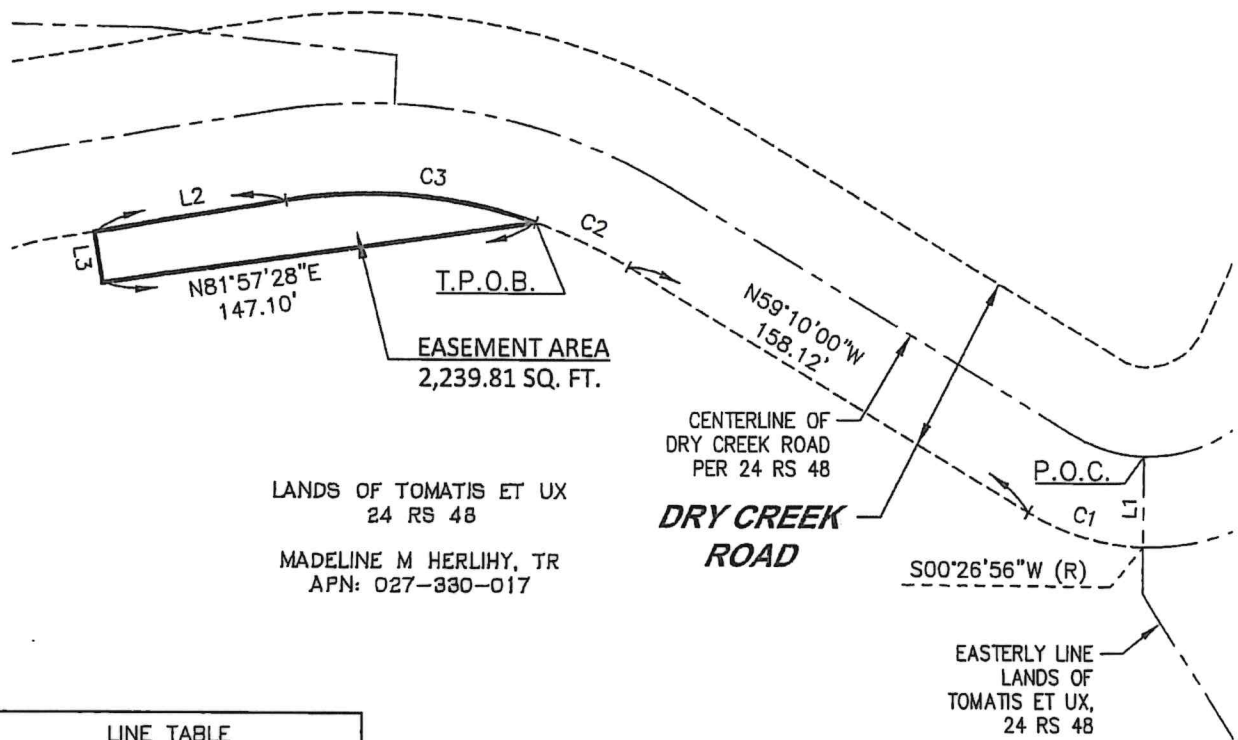 C3
L2
C2
L3
N81°57'28"E
147.10'
T.P.O.B.
N59°10'00"W
158.12'
EASEMENT AREA
2,239.81 SQ. FT.
CENTERLINE OF
DRY CREEK ROAD
PER 24 RS 48
P.O.C.
L1
C1
LANDS OF TOMATIS ET UX
24 RS 48
DRY CREEK
ROAD
MADELINE M HERLIHY, TR
APN: 027-330-017
S00°26'56"W (R)
EASTERLY LINE
LANDS OF
TOMATIS ET UX,
24 RS 48
LINE TABLE